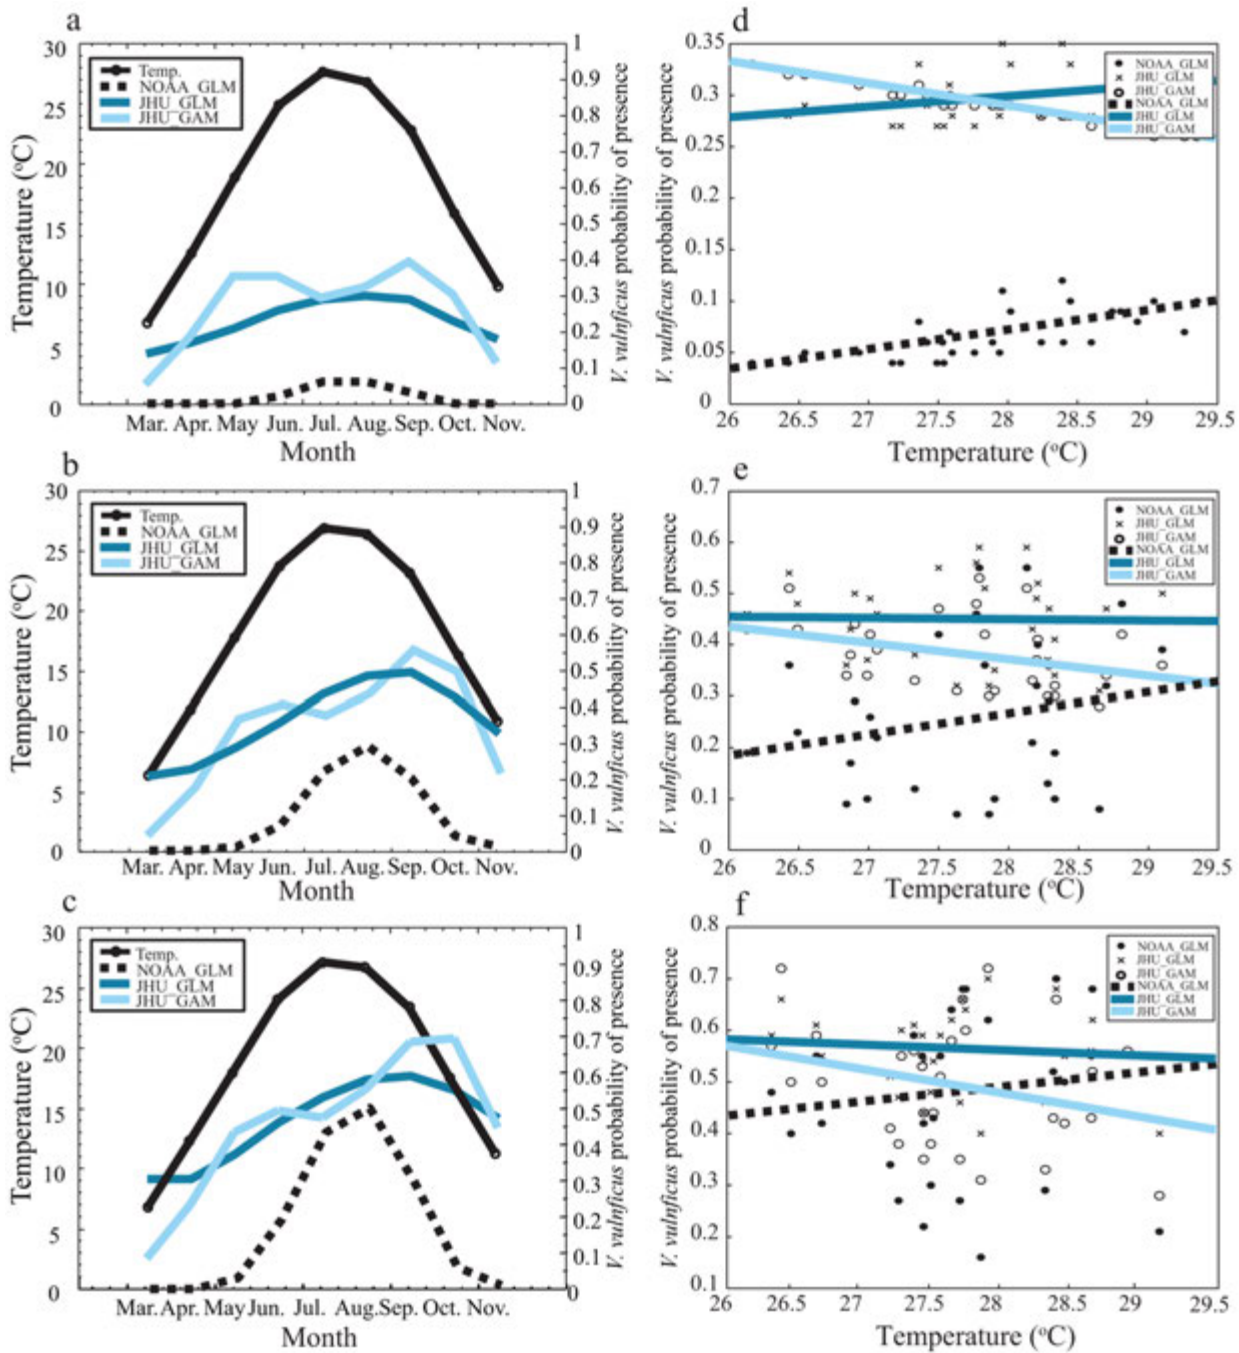 a
30
25
20
15
10
5
0
Temperature (°C)
Temp.
NOAA_GLM
JHU_GLM
JHU_GAM
1
0.9
0.8
0.7
0.6
0.5
0.4
0.3
0.2
0.1
0
V. vulnficus probability of presence
Mar. Apr. May Jun. Jul. Aug. Sep. Oct. Nov.
Month
d
0.35
0.3
0.25
0.2
0.15
0.1
0.05
0
V. vulnficus probability of presence
NOAA_GLM
JHU_GLM
JHU_GAM
NOAA_GLM
JHU_GLM
JHU_GAM
26 26.5 27 27.5 28 28.5 29 29.5
Temperature (°C)
b
30
25
20
15
10
5
0
Temperature (°C)
Temp.
NOAA_GLM
JHU_GLM
JHU_GAM
1
0.9
0.8
0.7
0.6
0.5
0.4
0.3
0.2
0.1
0
V. vulnficus probability of presence
Mar. Apr. May Jun. Jul. Aug. Sep. Oct. Nov.
Month
e
0.7
0.6
0.5
0.4
0.3
0.2
0.1
0
V. vulnficus probability of presence
NOAA_GLM
JHU_GLM
JHU_GAM
NOAA_GLM
JHU_GLM
JHU_GAM
26 26.5 27 27.5 28 28.5 29 29.5
Temperature (°C)
c
30
25
20
15
10
5
0
Temperature (°C)
Temp.
NOAA_GLM
JHU_GLM
JHU_GAM
1
0.9
0.8
0.7
0.6
0.5
0.4
0.3
0.2
0.1
0
V. vulnficus probability of presence
Mar. Apr. May Jun. Jul. Aug. Sep. Oct. Nov.
Month
f
0.8
0.7
0.6
0.5
0.4
0.3
0.2
0.1
V. vulnficus probability of presence
NOAA_GLM
JHU_GLM
JHU_GAM
NOAA_GLM
JHU_GLM
JHU_GAM
26 26.5 27 27.5 28 28.5 29 29.5
Temperature (°C)